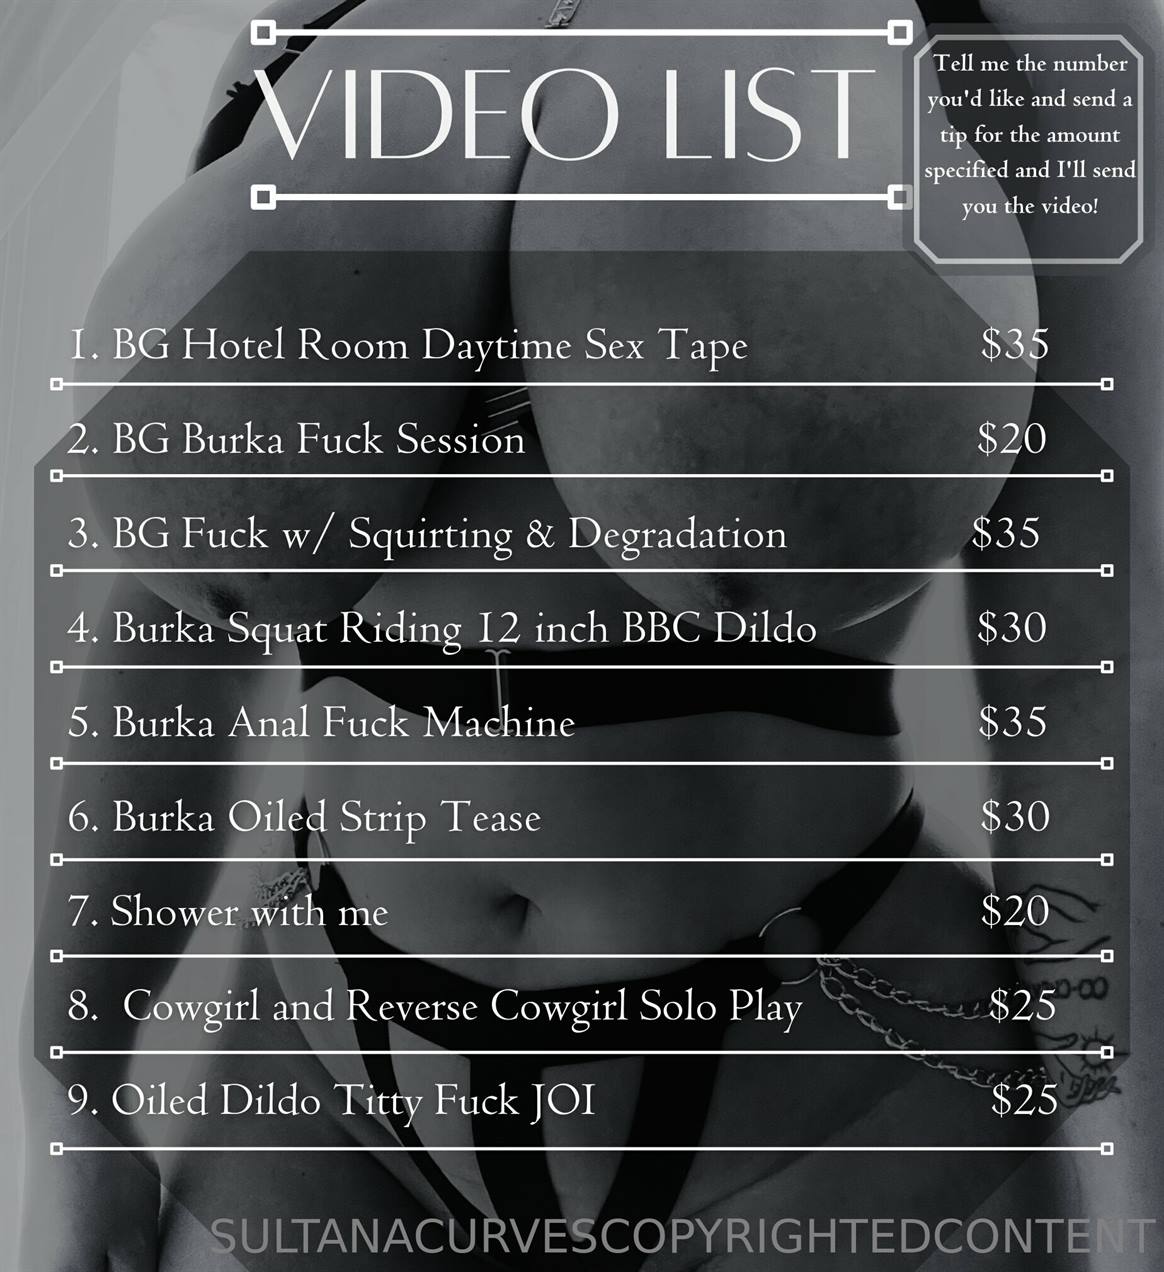 VIDEO LIST
Tell me the number
you'd like and send a
tip for the amount
specified and I'll send
you the video!
1. BG Hotel Room Daytime Sex Tape $35
2. BG Burka Fuck Session $20
3. BG Fuck w/ Squirting & Degradation $35
4. Burka Squat Riding 12 inch BBC Dildo $30
5. Burka Anal Fuck Machine $35
6. Burka Oiled Strip Tease $30
7. Shower with me $20
8. Cowgirl and Reverse Cowgirl Solo Play $25
9. Oiled Dildo Titty Fuck JOI $25
SULTANACURVESCOPYRIGHTEDCONTENT